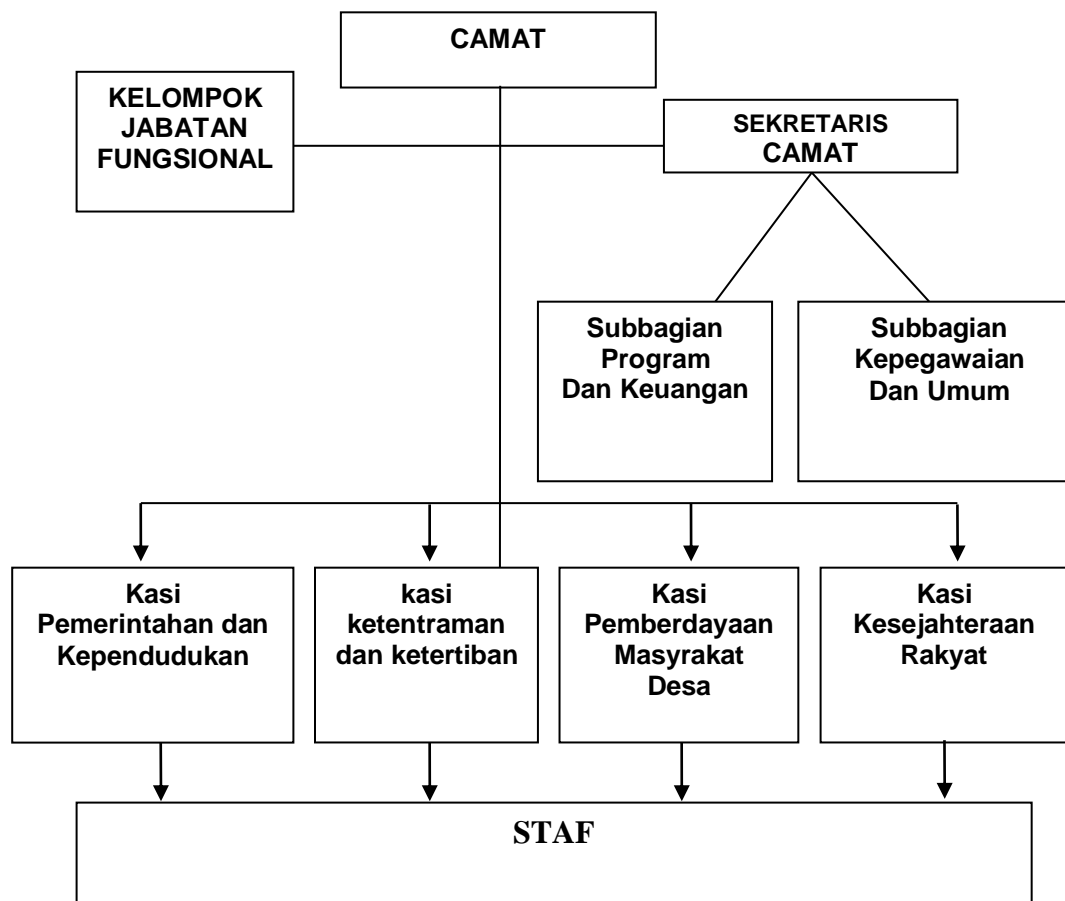 CAMAT
KELOMPOK
JABATAN
FUNGSIONAL
SEKRETARIS
CAMAT
Subbagian
Program
Dan Keuangan
Subbagian
Kepegawaian
Dan Umum
Kasi
Pemerintahan dan
Kependudukan
kasi
ketentraman
dan ketertiban
Kasi
Pemberdayaan
Masyrakat
Desa
Kasi
Kesejahteraan
Rakyat
STAF